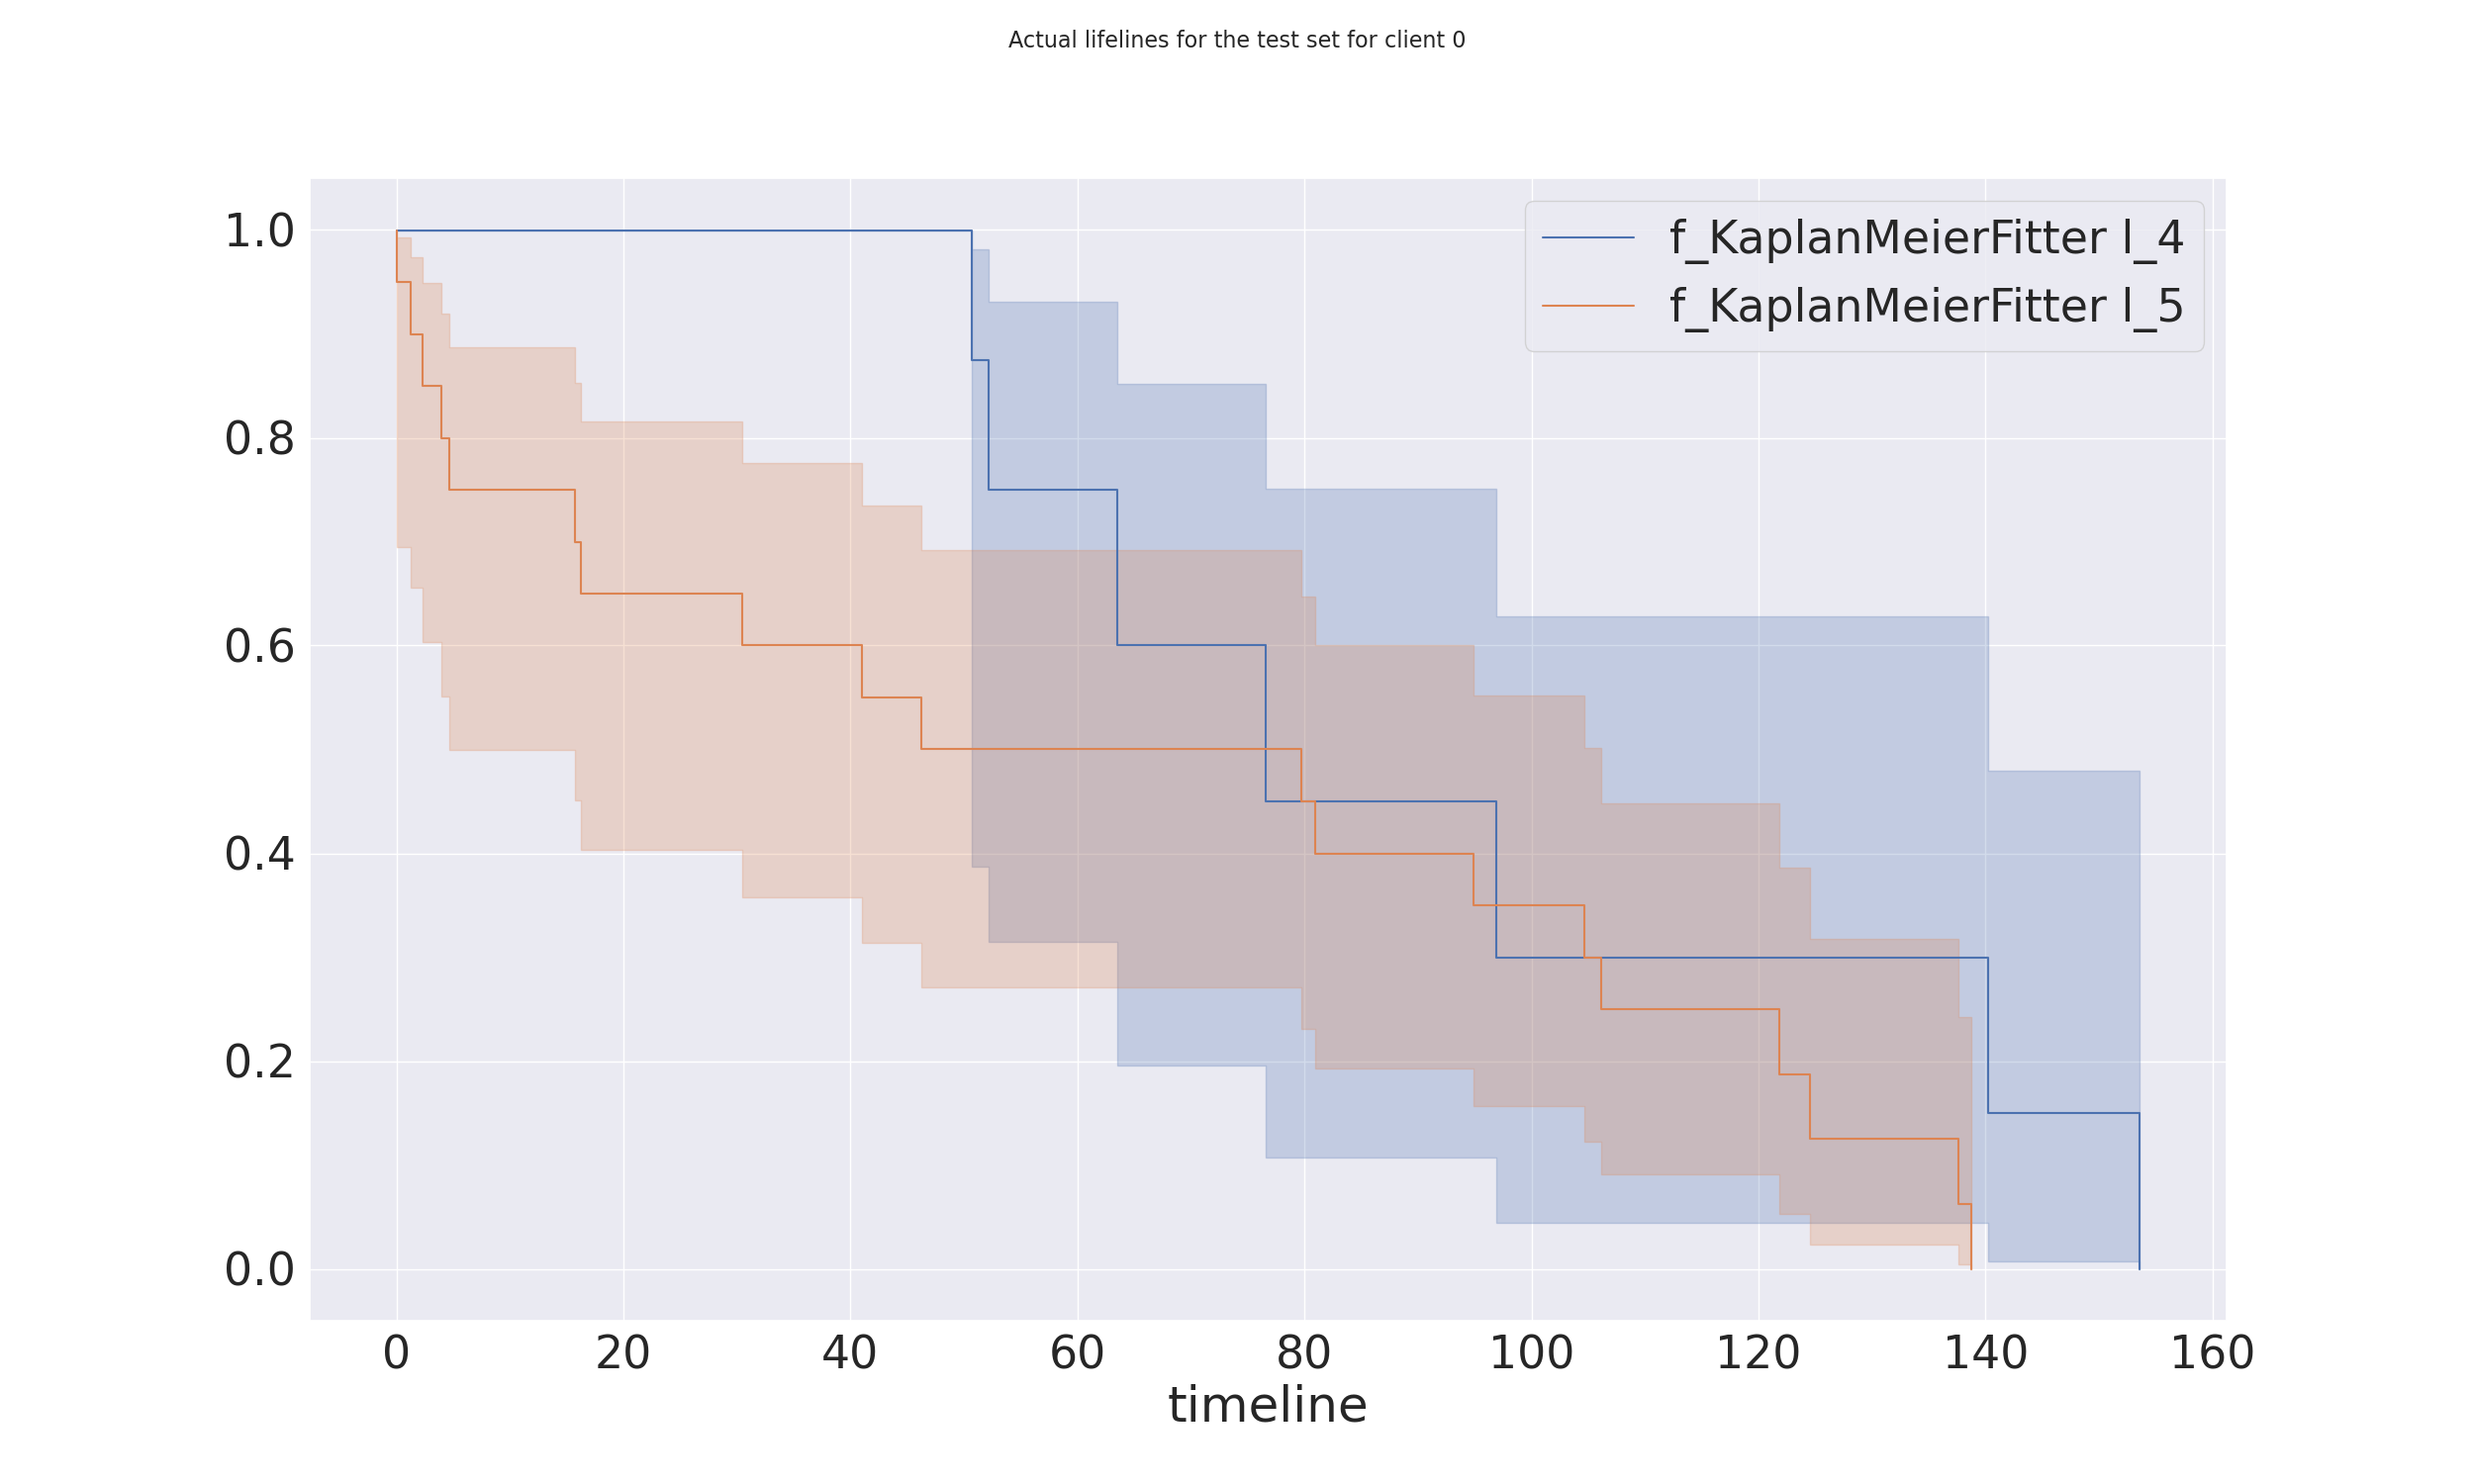 Actual lifelines for the test set for client 0
f_KaplanMeierFitter l_4
f_KaplanMeierFitter l_5
1.0
0.8
0.6
0.4
0.2
0.0
0 20 40 60 80 100 120 140 160
timeline